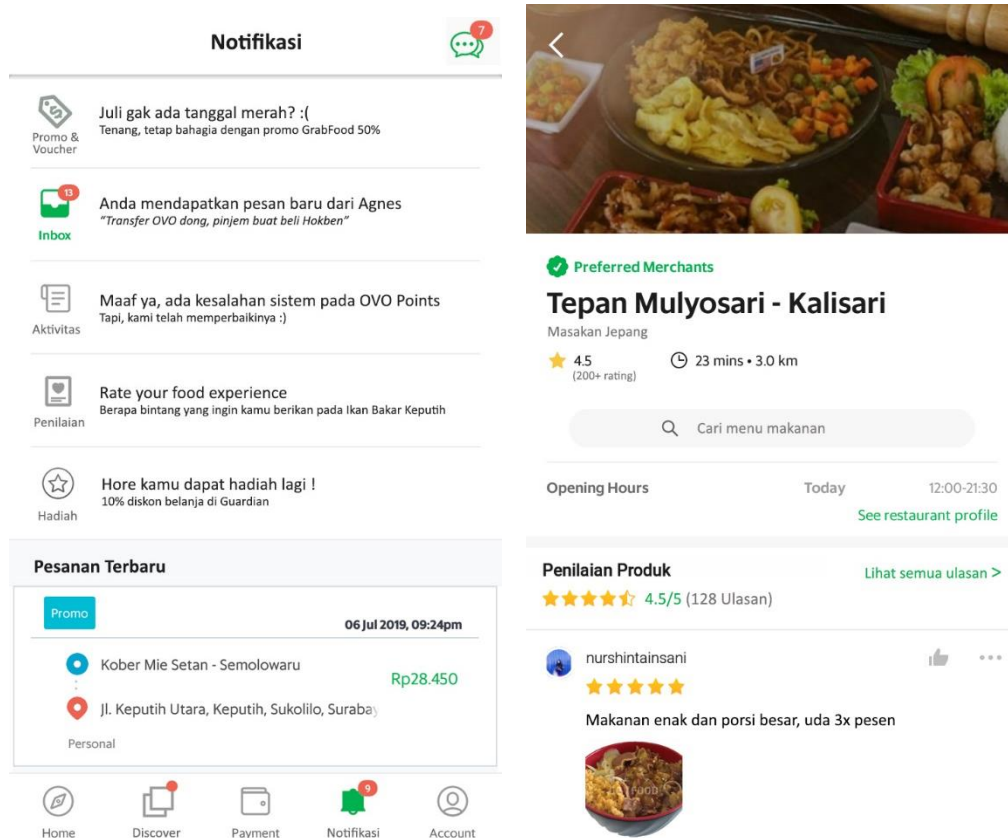 Notifikasi
7
Juli gak ada tanggal merah? :(
Tenang, tetap bahagia dengan promo GrabFood 50%
Promo &
Voucher
13
Anda mendapatkan pesan baru dari Agnes
"Transfer OVO dong, pinjem buat beli Hokben"
Inbox
Maaf ya, ada kesalahan sistem pada OVO Points
Tapi, kami telah memperbaikinya :)
Aktivitas
Rate your food experience
Berapa bintang yang ingin kamu berikan pada Ikan Bakar Keputih
Penilaian
Hore kamu dapat hadiah lagi !
10% diskon belanja di Guardian
Hadiah
Pesanan Terbaru
Promo
06 Jul 2019, 09:24pm
Kober Mie Setan - Semolowaru
Rp28.450
Jl. Keputih Utara, Keputih, Sukolilo, Surabay
Personal
9
Home Discover Payment Notifikasi Account
Preferred Merchants
Tepan Mulyosari - Kalisari
Masakan Jepang
4.5 23 mins • 3.0 km
(200+ rating)
Cari menu makanan
Opening Hours Today 12:00-21:30
See restaurant profile
Penilaian Produk Lihat semua ulasan >
4.5/5 (128 Ulasan)
nurshintainsani
Makanan enak dan porsi besar, uda 3x pesen